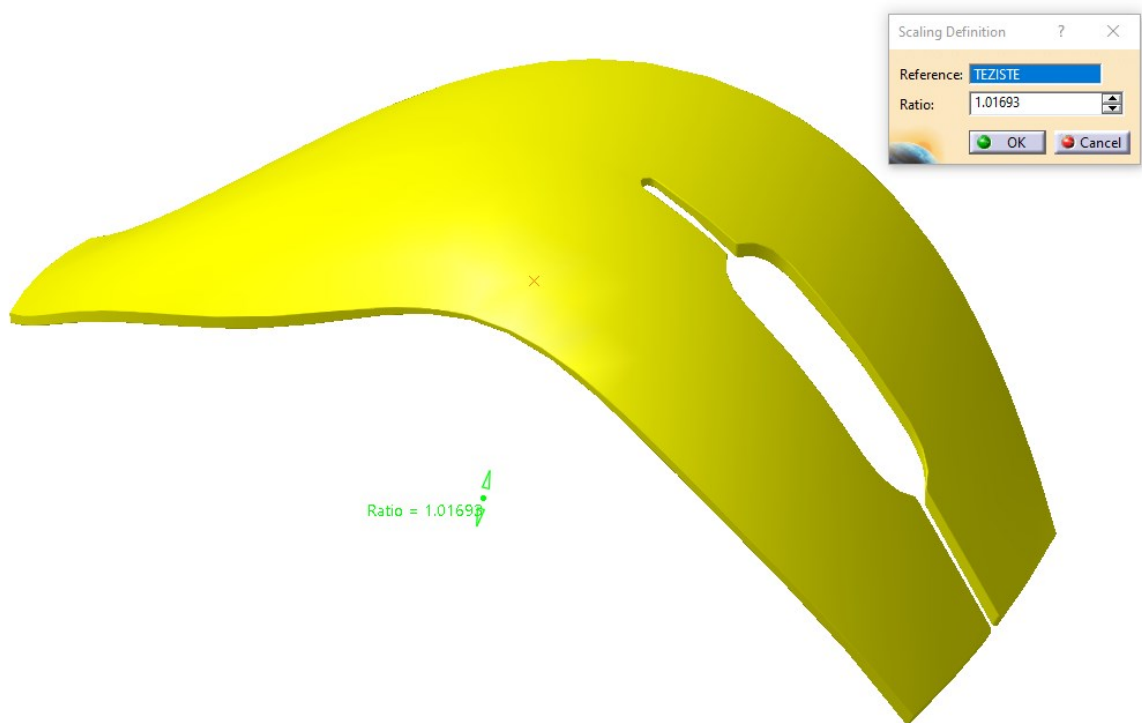 Scaling Definition ? ×
Reference: TEZISTE
Ratio: 1.01693
OK Cancel
Ratio = 1.01693